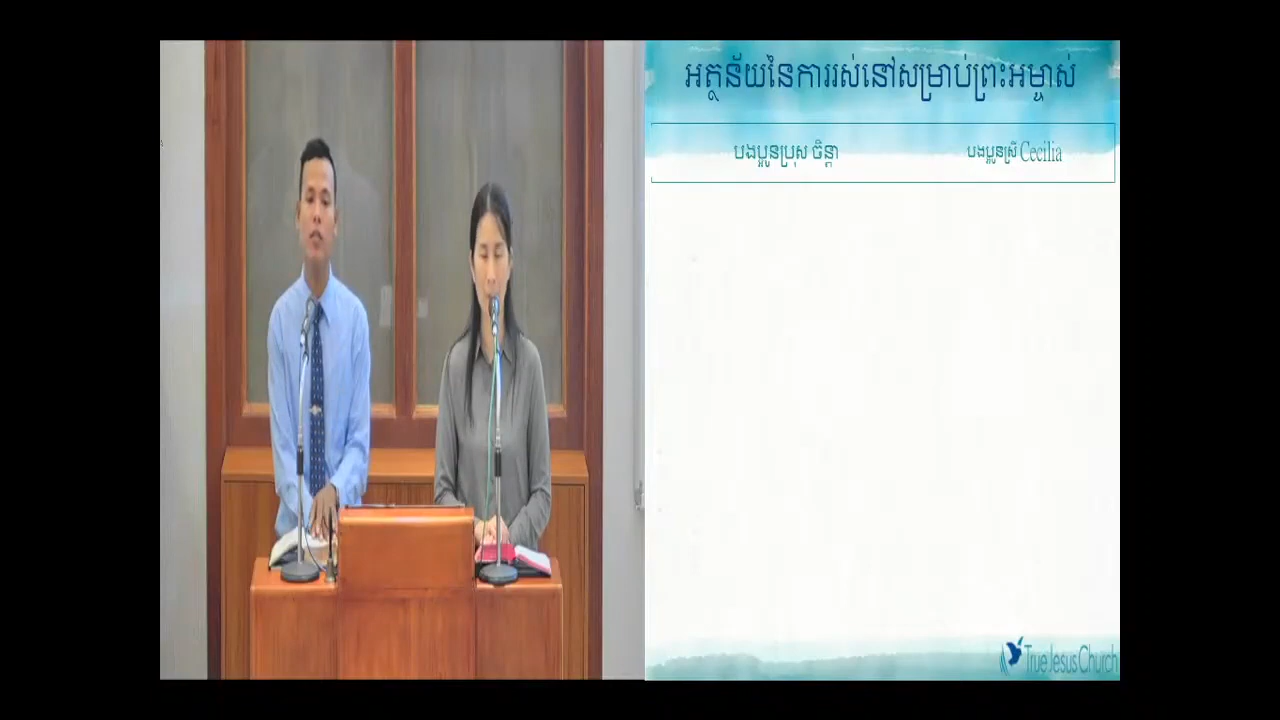 អត្ថន័យនៃការរស់នៅសម្រាប់ព្រះអម្ចាស់
បងប្អូនប្រុស ចិន្តា
បងប្អូនស្រី Cecilia
True Jesus Church